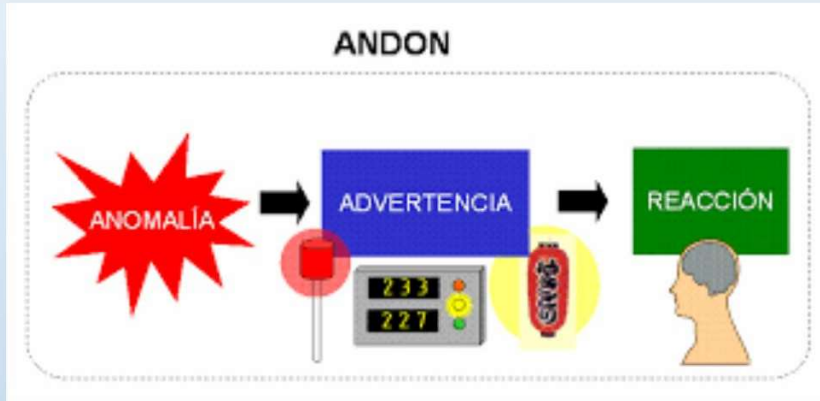 ANDON
ANOMALÍA
ADVERTENCIA
REACCIÓN
233
227